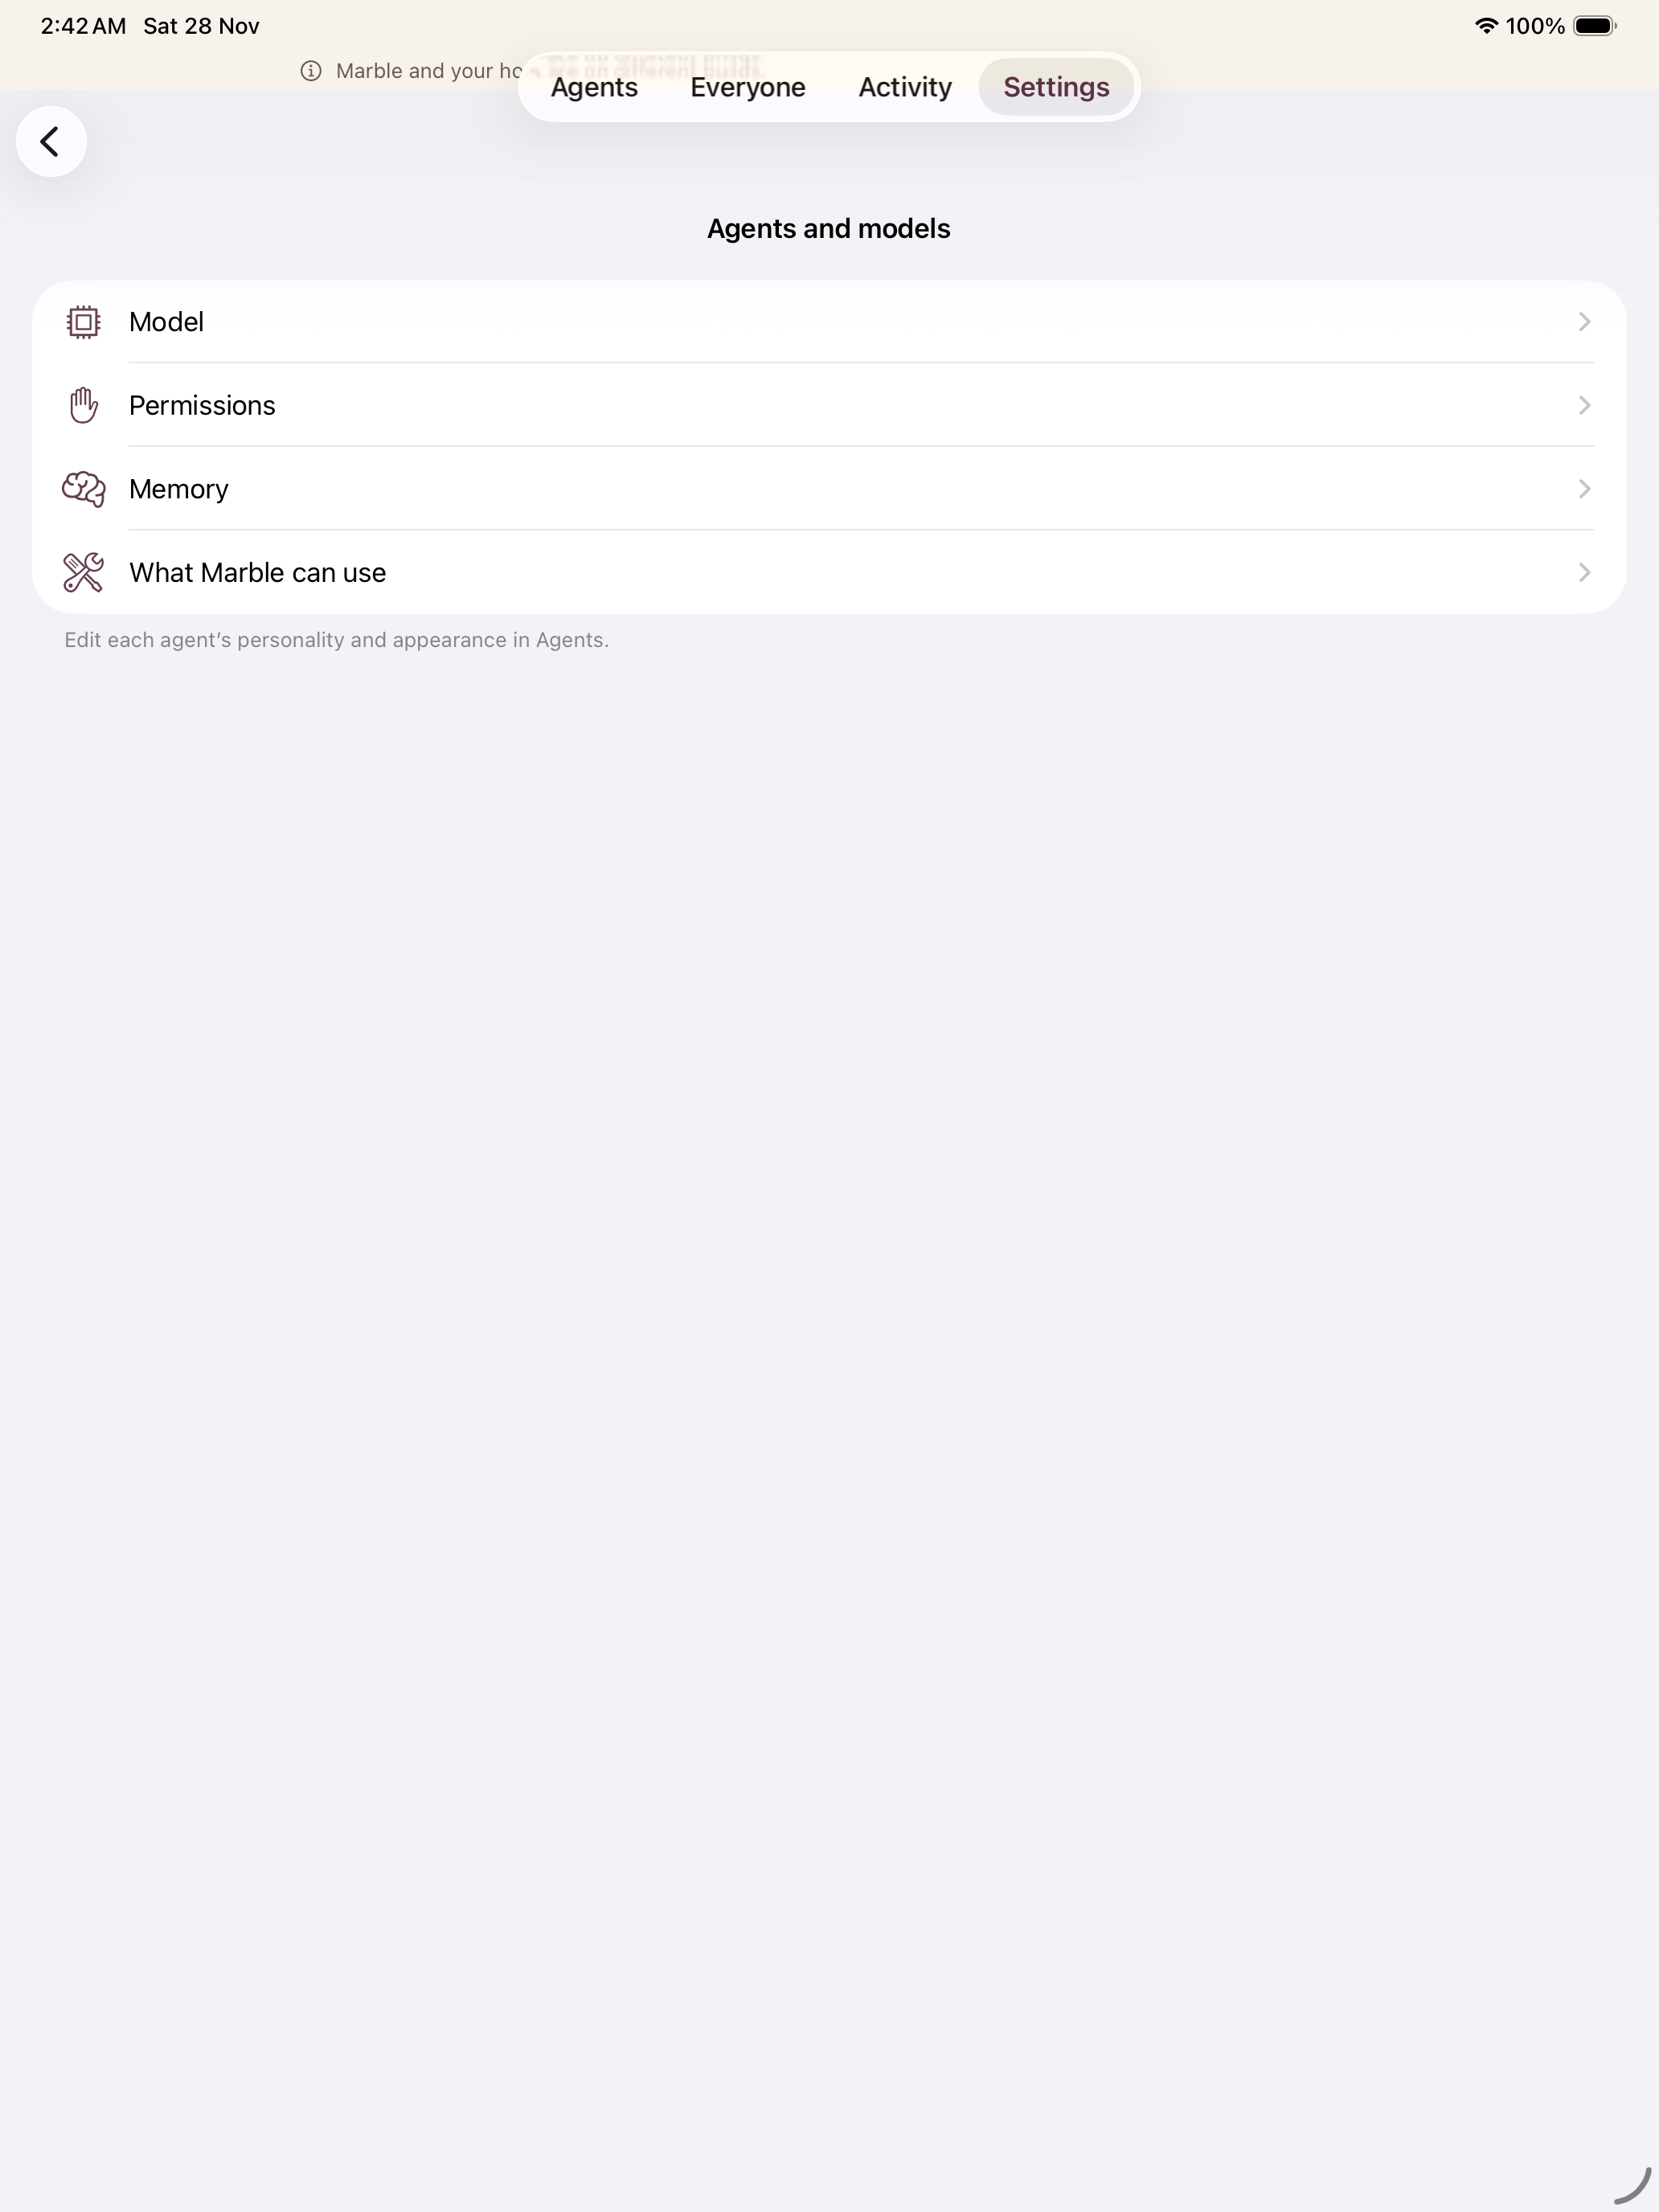 2:42 AM Sat 28 Nov
100%
Marble and your
Agents Everyone Activity Settings
Agents and models
Model
Permissions
Memory
What Marble can use
Edit each agent’s personality and appearance in Agents.